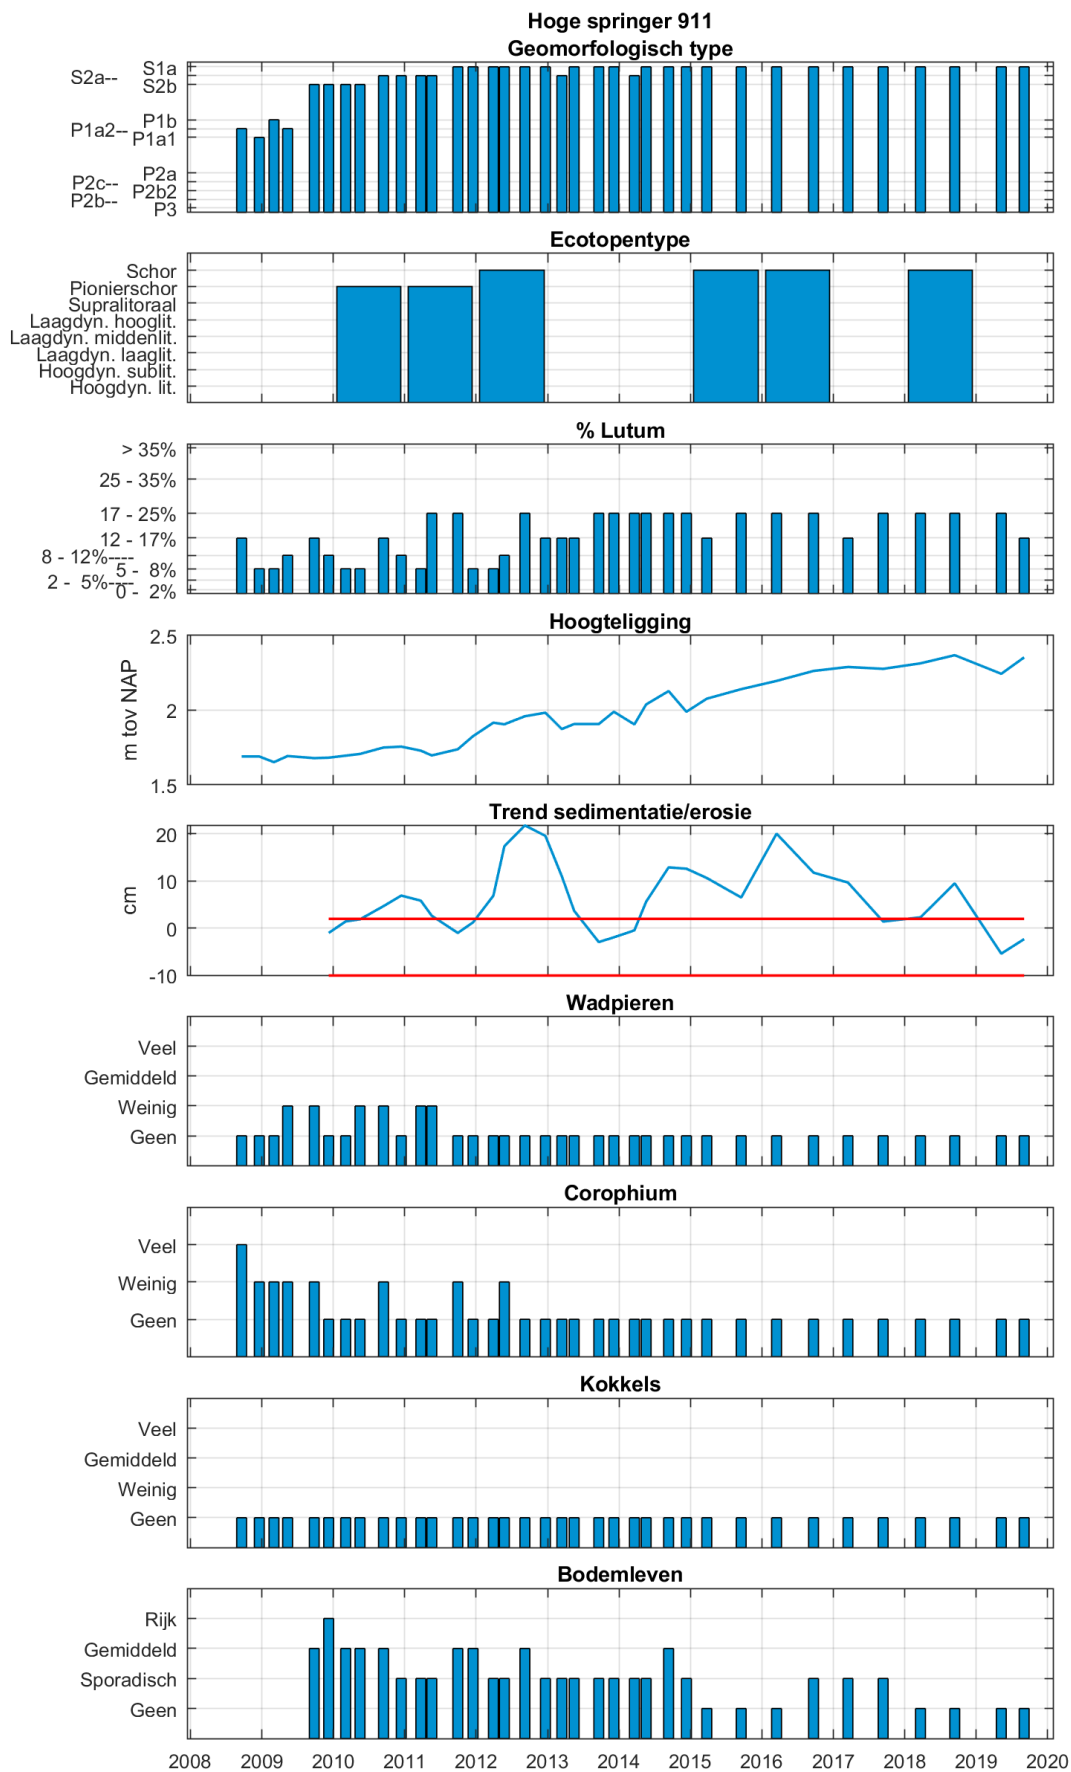 Hoge springer 911
Geomorfologisch type
S1a
S2a--
S2b
P1b
P1a2--
P1a1
P2a
P2c--
P2b2
P2b--
P3
Ecotopentype
Schor
Pionierschor
Supralitoraal
Laagdyn. hooglit.
Laagdyn. middenlit.
Laagdyn. laaglit.
Hoogdyn. sublit.
Hoogdyn. lit.
% Lutum
> 35%
25 - 35%
17 - 25%
12 - 17%
8 - 12%----
5 - 8%
2 - 5%----
0 - 2%
Hoogteligging
m tov NAP
2.5
2
1.5
Trend sedimentatie/erosie
cm
20
10
0
-10
Wadpieren
Veel
Gemiddeld
Weinig
Geen
Corophium
Veel
Weinig
Geen
Kokkels
Veel
Gemiddeld
Weinig
Geen
Bodemleven
Rijk
Gemiddeld
Sporadisch
Geen
2008 2009 2010 2011 2012 2013 2014 2015 2016 2017 2018 2019 2020